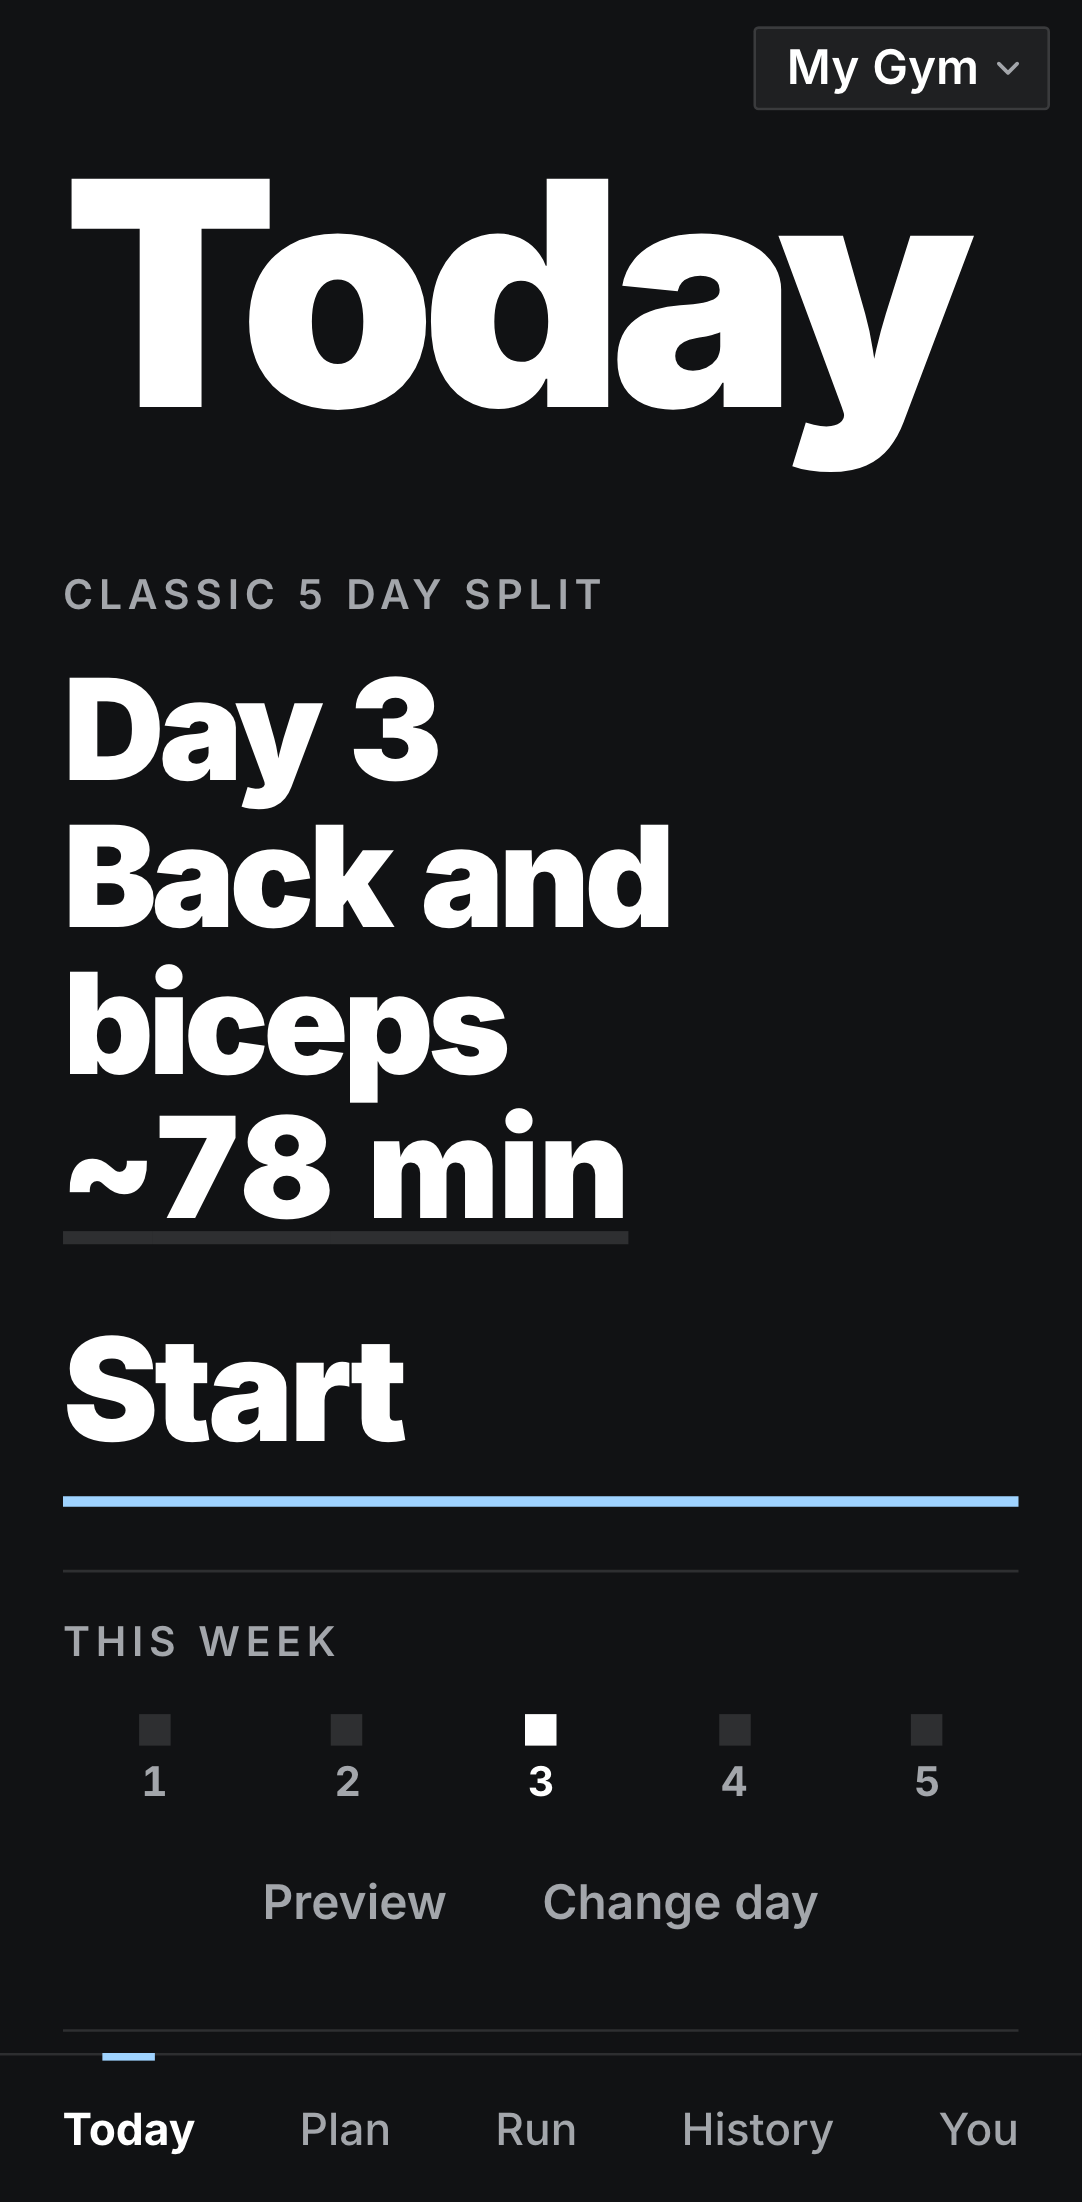 My Gym
Today
CLASSIC 5 DAY SPLIT
Day 3
Back and
biceps
~78 min
Start
THIS WEEK
1 2 3 4 5
Preview Change day
Today Plan Run History You